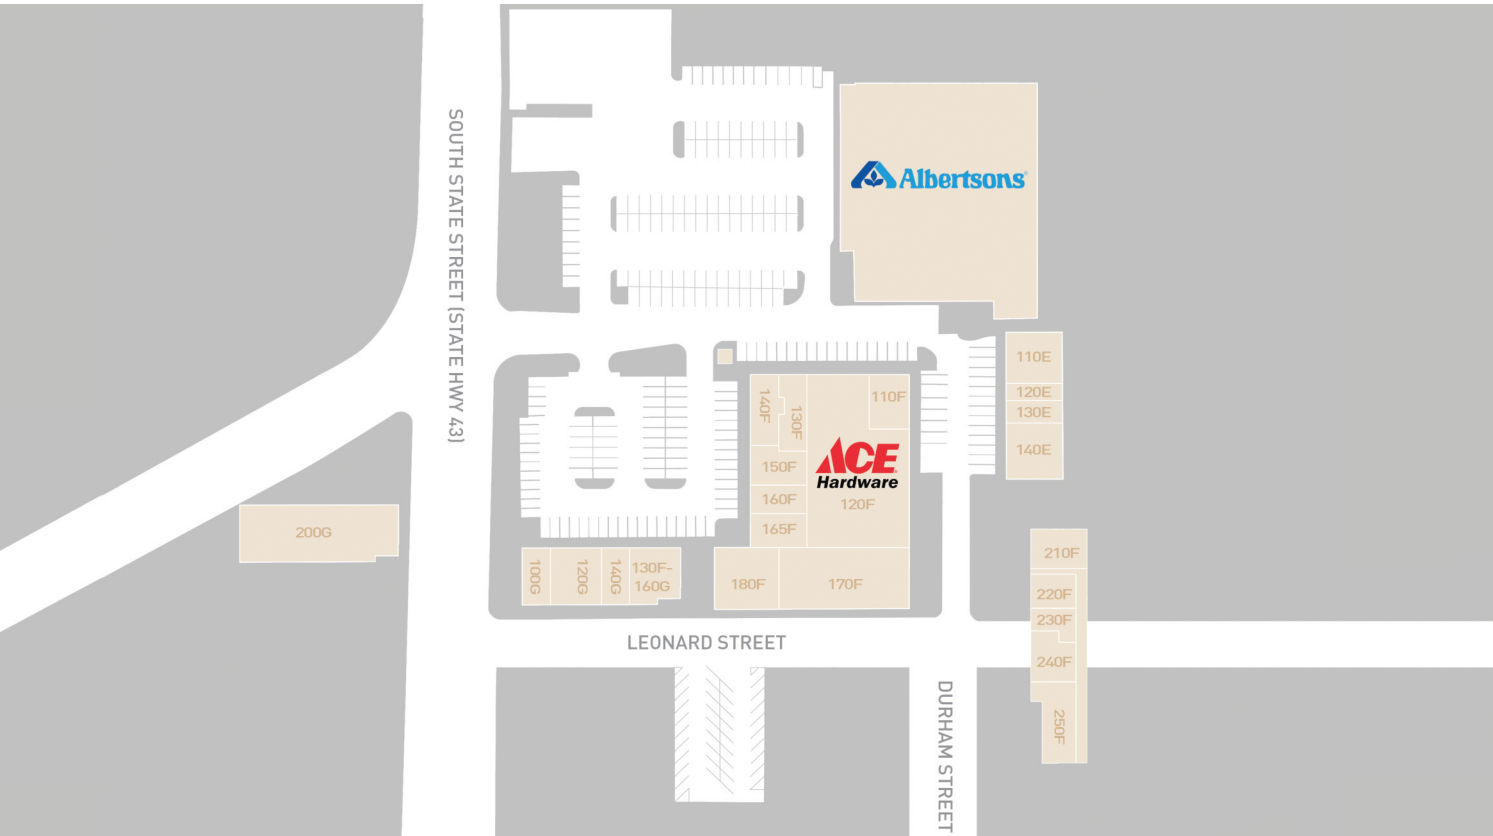 SOUTH STATE STREET (STATE HWY 43)
Albertsons
110E
120E
130E
140E
140F
130F
110F
150F
160F
165F
ACE
Hardware
120F
180F
170F
200G
100G
120G
140G
130F-
160G
210F
220F
230F
240F
250F
LEONARD STREET
DURHAM STREET